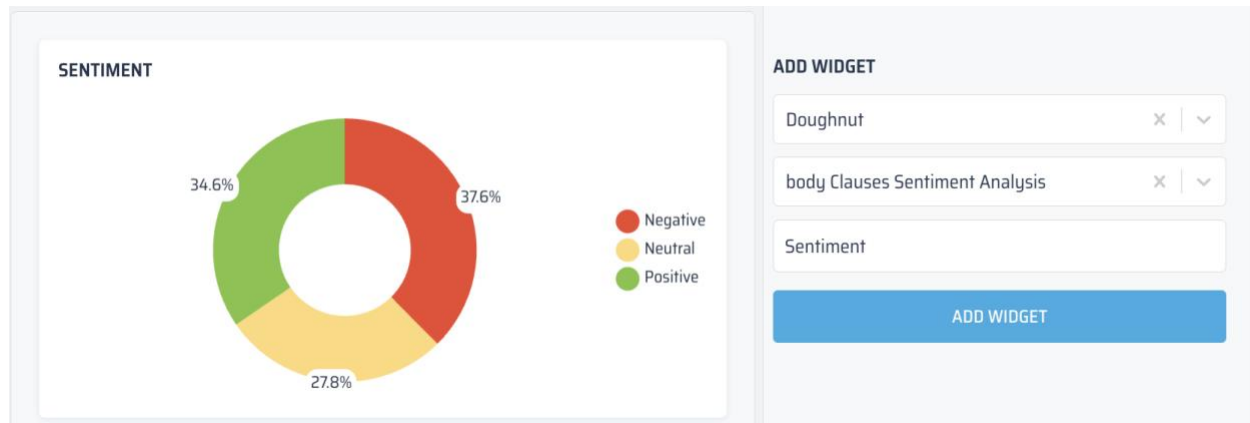 SENTIMENT
34.6%
37.6%
27.8%
Negative
Neutral
Positive
ADD WIDGET
Doughnut
body Clauses Sentiment Analysis
Sentiment
ADD WIDGET